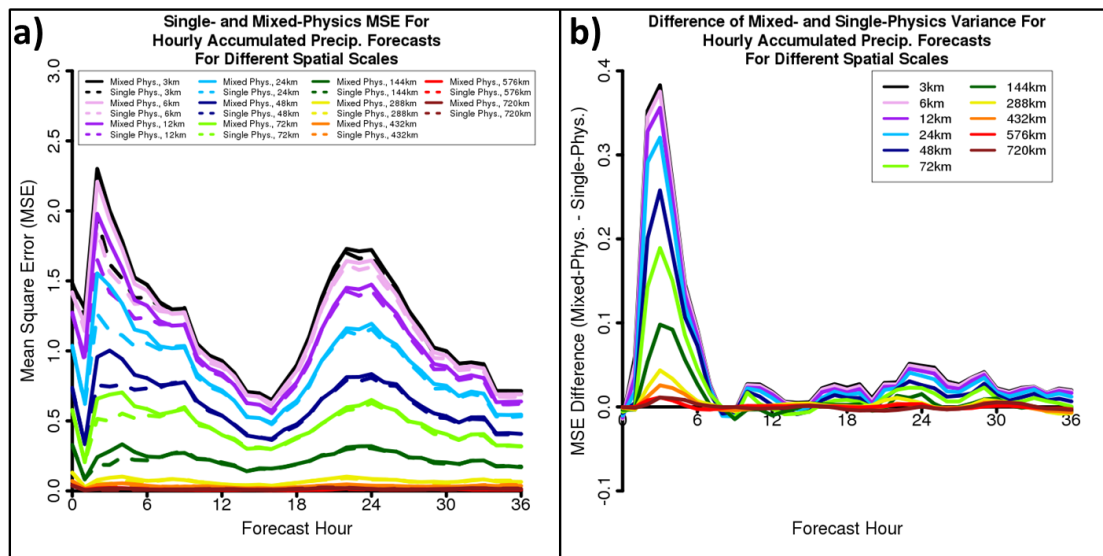 a)
Single- and Mixed-Physics MSE For
Hourly Accumulated Precip. Forecasts
For Different Spatial Scales
Mean Square Error (MSE)
3.0
2.5
2.0
1.5
1.0
0.5
0.0
Mixed Phys., 3km
Single Phys., 3km
Mixed Phys., 6km
Single Phys., 6km
Mixed Phys., 12km
Single Phys., 12km
Mixed Phys., 24km
Single Phys., 24km
Mixed Phys., 48km
Single Phys., 48km
Mixed Phys., 72km
Single Phys., 72km
Mixed Phys., 144km
Single Phys., 144km
Mixed Phys., 288km
Single Phys., 288km
Mixed Phys., 432km
Single Phys., 432km
Mixed Phys., 576km
Single Phys., 576km
Mixed Phys., 720km
Single Phys., 720km
0 6 12 18 24 30 36
Forecast Hour
b)
Difference of Mixed- and Single-Physics Variance For
Hourly Accumulated Precip. Forecasts
For Different Spatial Scales
MSE Difference (Mixed-Phys. - Single-Phys.)
0.4
0.3
0.2
0.1
0.0
-0.1
3km
6km
12km
24km
48km
72km
144km
288km
432km
576km
720km
0 6 12 18 24 30 36
Forecast Hour